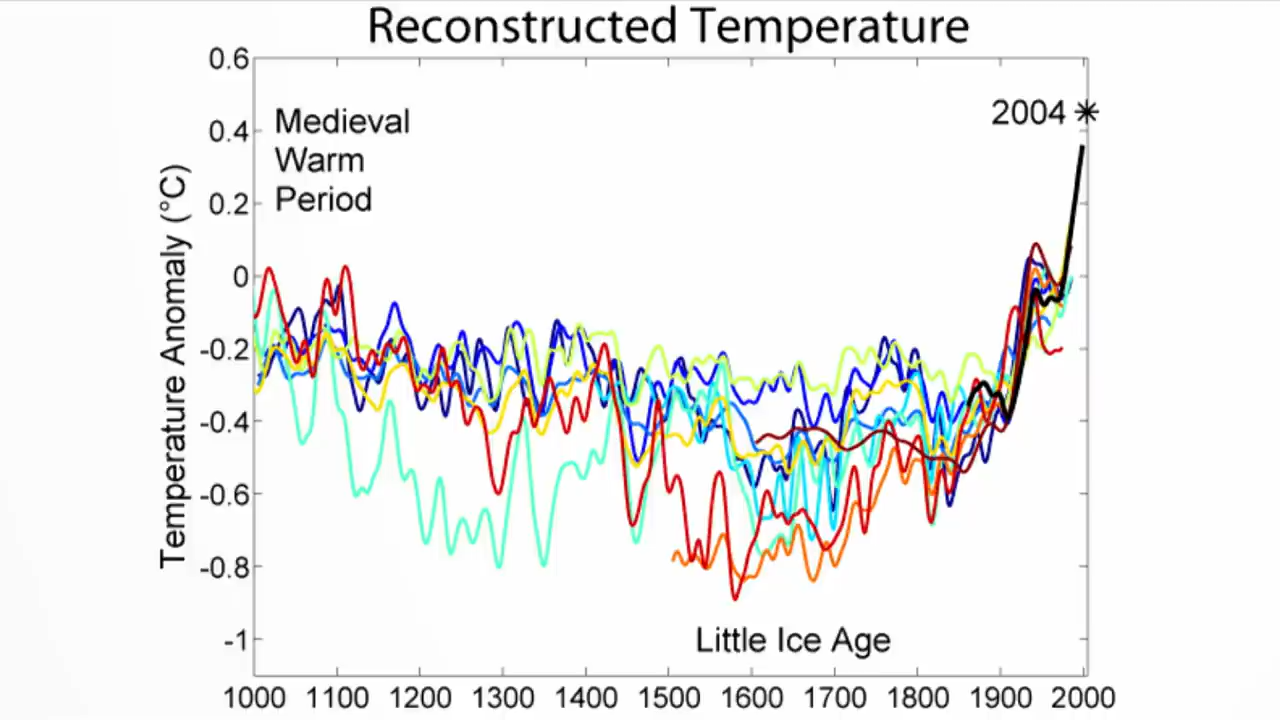 Reconstructed Temperature
0.6
0.4
0.2
0
-0.2
-0.4
-0.6
-0.8
-1
Temperature Anomaly (°C)
Medieval
Warm
Period
2004 *
Little Ice Age
1000 1100 1200 1300 1400 1500 1600 1700 1800 1900 2000